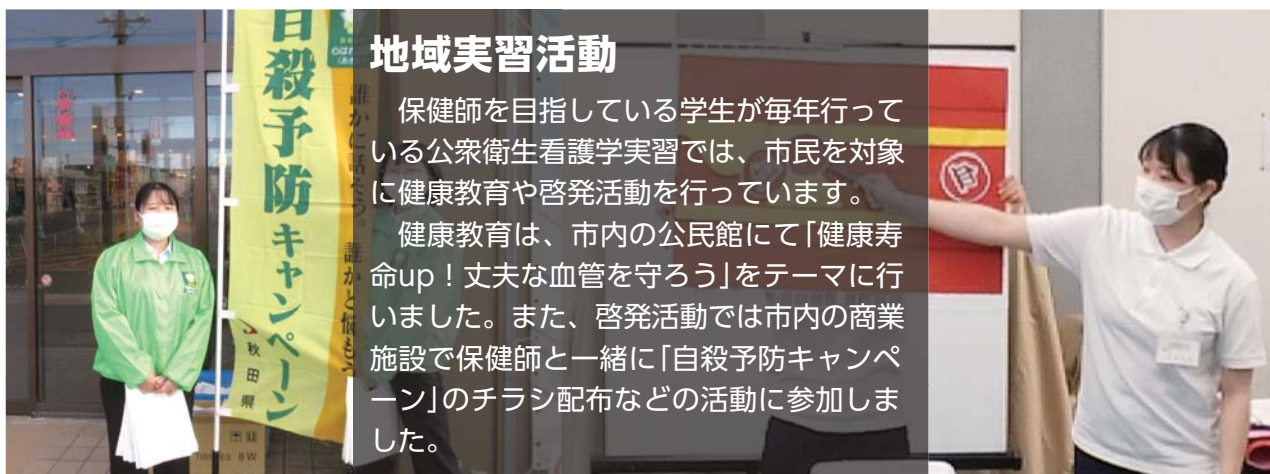 地域実習活動
保健師を目指している学生が毎年行って
いる公衆衛生看護学実習では、市民を対象
に健康教育や啓発活動を行っています。
健康教育は、市内の公民館にて「健康寿
命up！丈夫な血管を守ろう」をテーマに行
いました。また、啓発活動では市内の商業
施設で保健師と一緒に「自殺予防キャンペ
ーン」のチラシ配布などの活動に参加しま
した。
自殺予防キャンペーン
秋田県